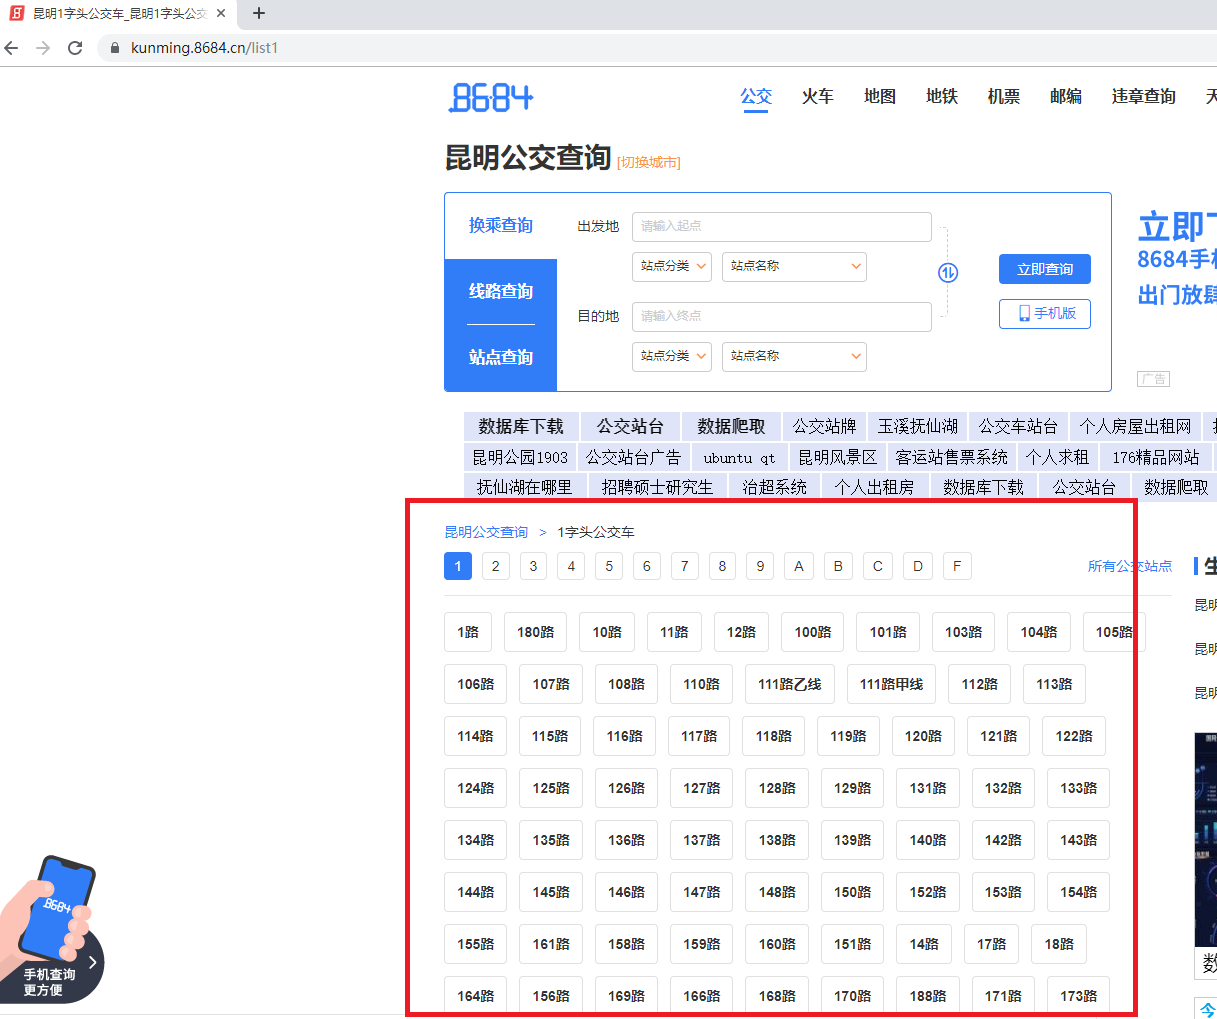 昆明1字头公交车_昆明1字头公交
kunming.8684.cn/list1
8684 公交 火车 地图 地铁 机票 邮编 违章查询
昆明公交查询 [切换城市]
换乘查询 出发地 请输入起点
站点分类 站点名称
线路查询
目的地 请输入终点
站点查询
站点分类 站点名称
立即查询
手机版
立即
8684手机
出门放肆
广告
数据库下载 公交站台 数据爬取 公交站牌 玉溪抚仙湖 公交车站台 个人房屋出租网
昆明公园1903 公交站台广告 ubuntu qt 昆明风景区 客运站售票系统 个人求租 176精品网站
抚仙湖在哪里 招聘硕士研究生 治超系统 个人出租房 数据库下载 公交站台 数据爬取
昆明公交查询 > 1字头公交车
1 2 3 4 5 6 7 8 9 A B C D F 所有公交站点
1路 180路 10路 11路 12路 100路 101路 103路 104路 105路
106路 107路 108路 110路 111路乙线 111路甲线 112路 113路
114路 115路 116路 117路 118路 119路 120路 121路 122路
124路 125路 126路 127路 128路 129路 131路 132路 133路
134路 135路 136路 137路 138路 139路 140路 142路 143路
144路 145路 146路 147路 148路 150路 152路 153路 154路
155路 161路 158路 159路 160路 151路 14路 17路 18路
164路 156路 169路 166路 168路 170路 188路 171路 173路
生
昆明
昆明
昆明
数
今
8684
手机查询
更方便